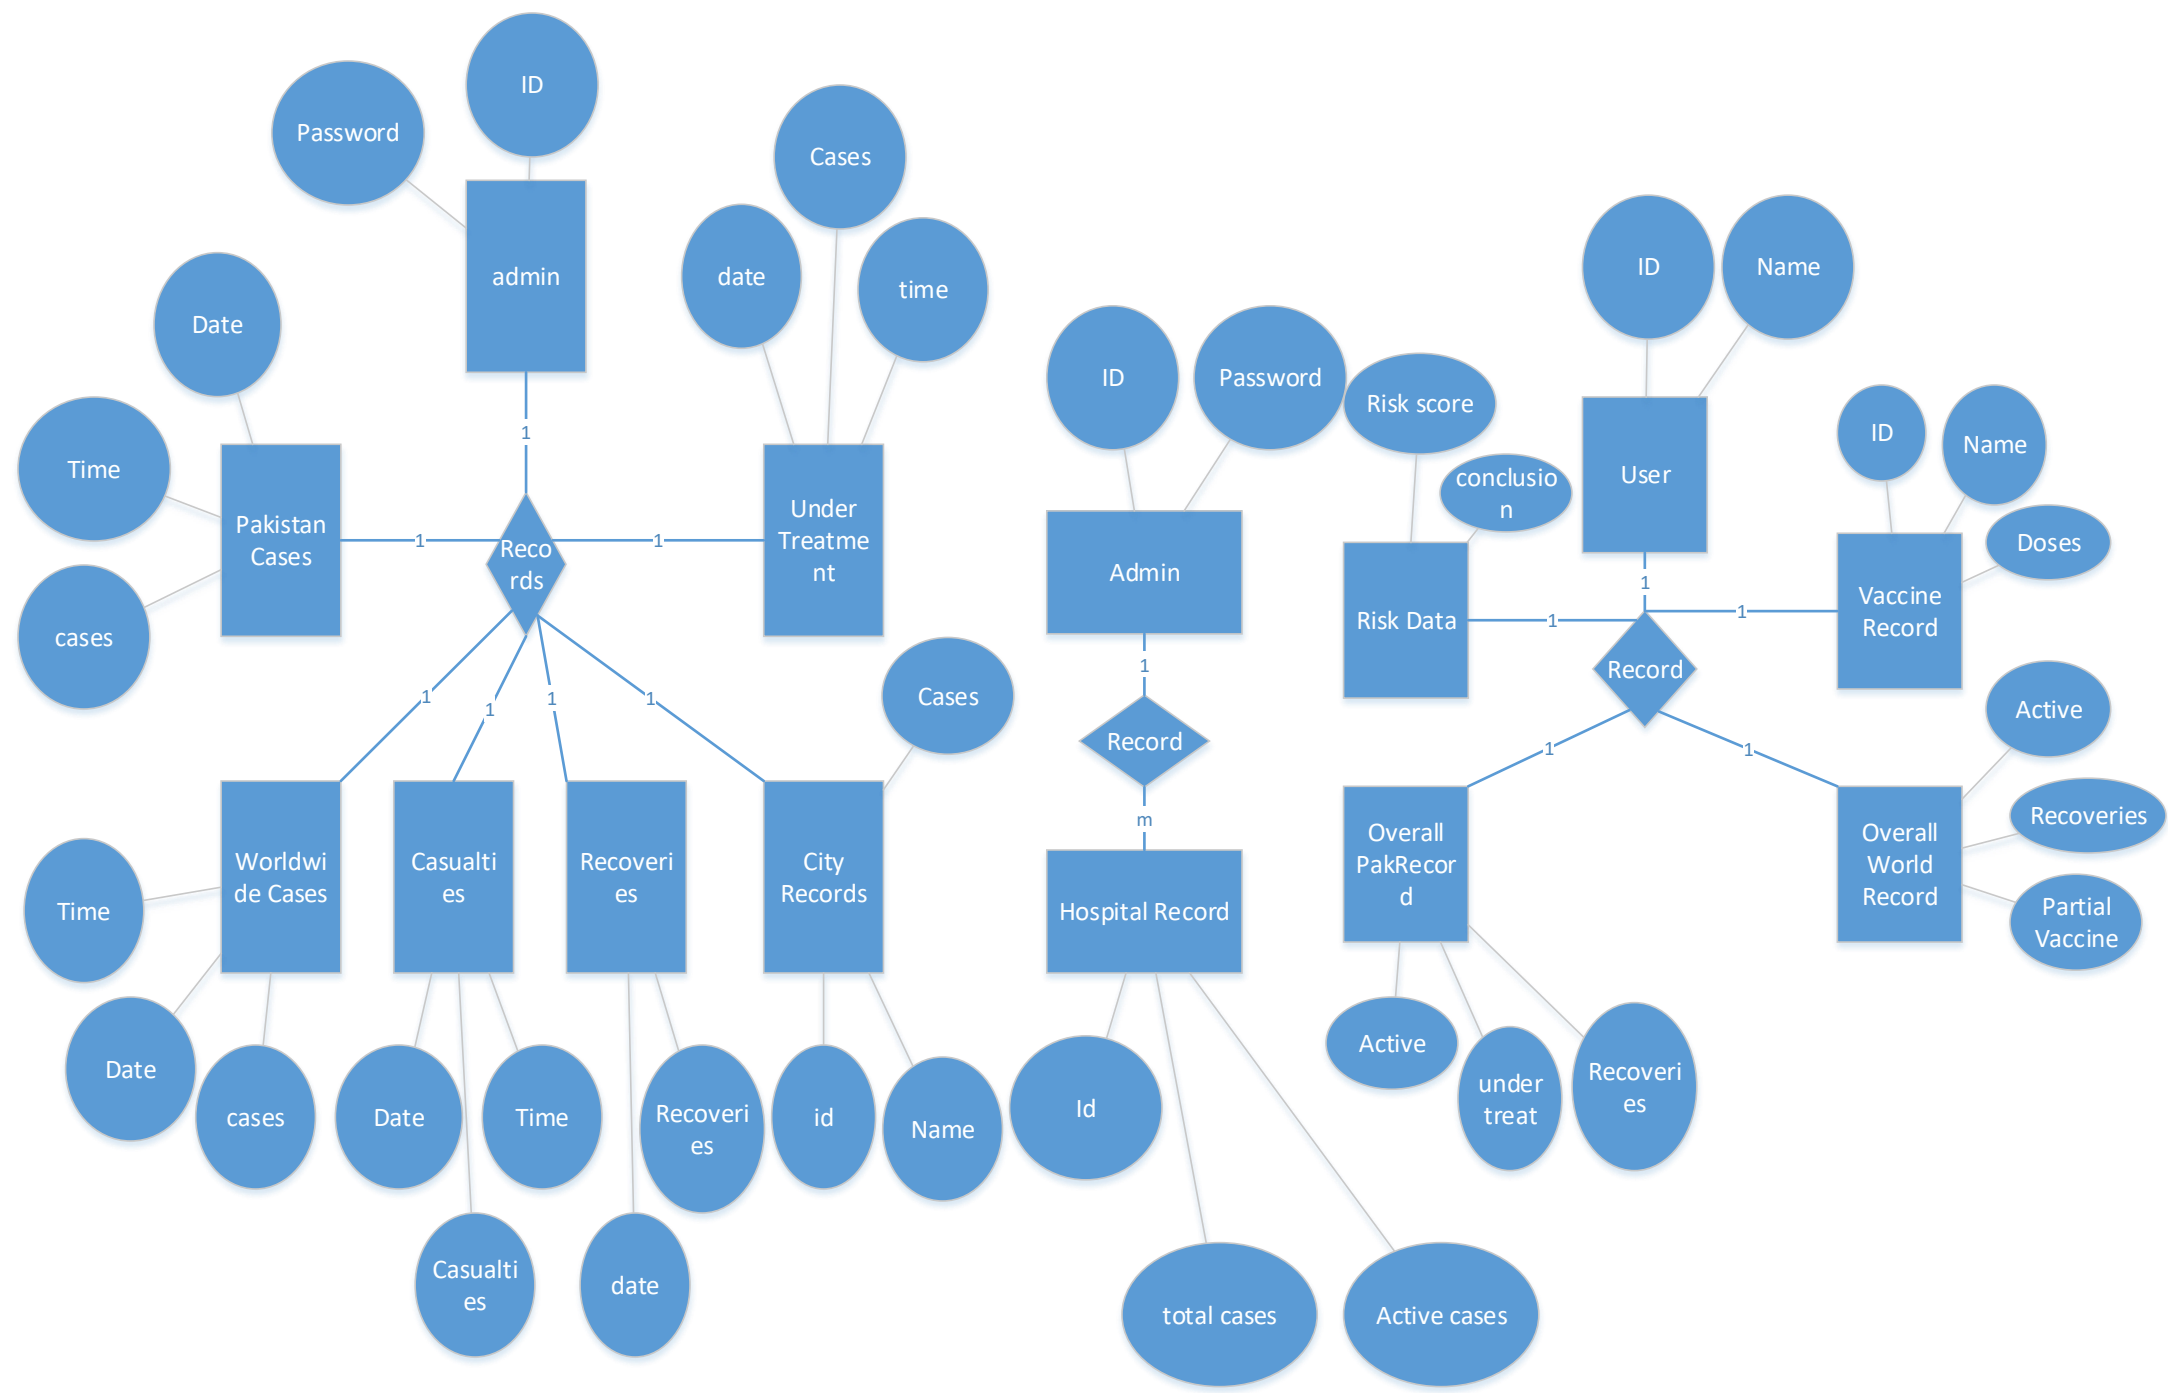 ID
Password
admin
Cases
date
time
Date
Time
cases
Pakistan
Cases
1
1
Reco
rds
1
Under
Treatme
nt
1
1
1
1
Worldwi
de Cases
Casualti
es
Recoveri
es
City
Records
Cases
Time
Date
cases
Date
Time
Casualti
es
Recoveri
es
date
id
Name
ID
Password
Admin
1
Record
m
Hospital Record
Id
total cases
Active cases
ID
Name
User
Risk score
conclusio
n
Risk Data
ID
Name
Doses
Vaccine
Record
1
1
1
Record
1
1
Overall
PakRecor
d
Overall
World
Record
Active
Recoveries
Partial
Vaccine
Active
under
treat
Recoveri
es